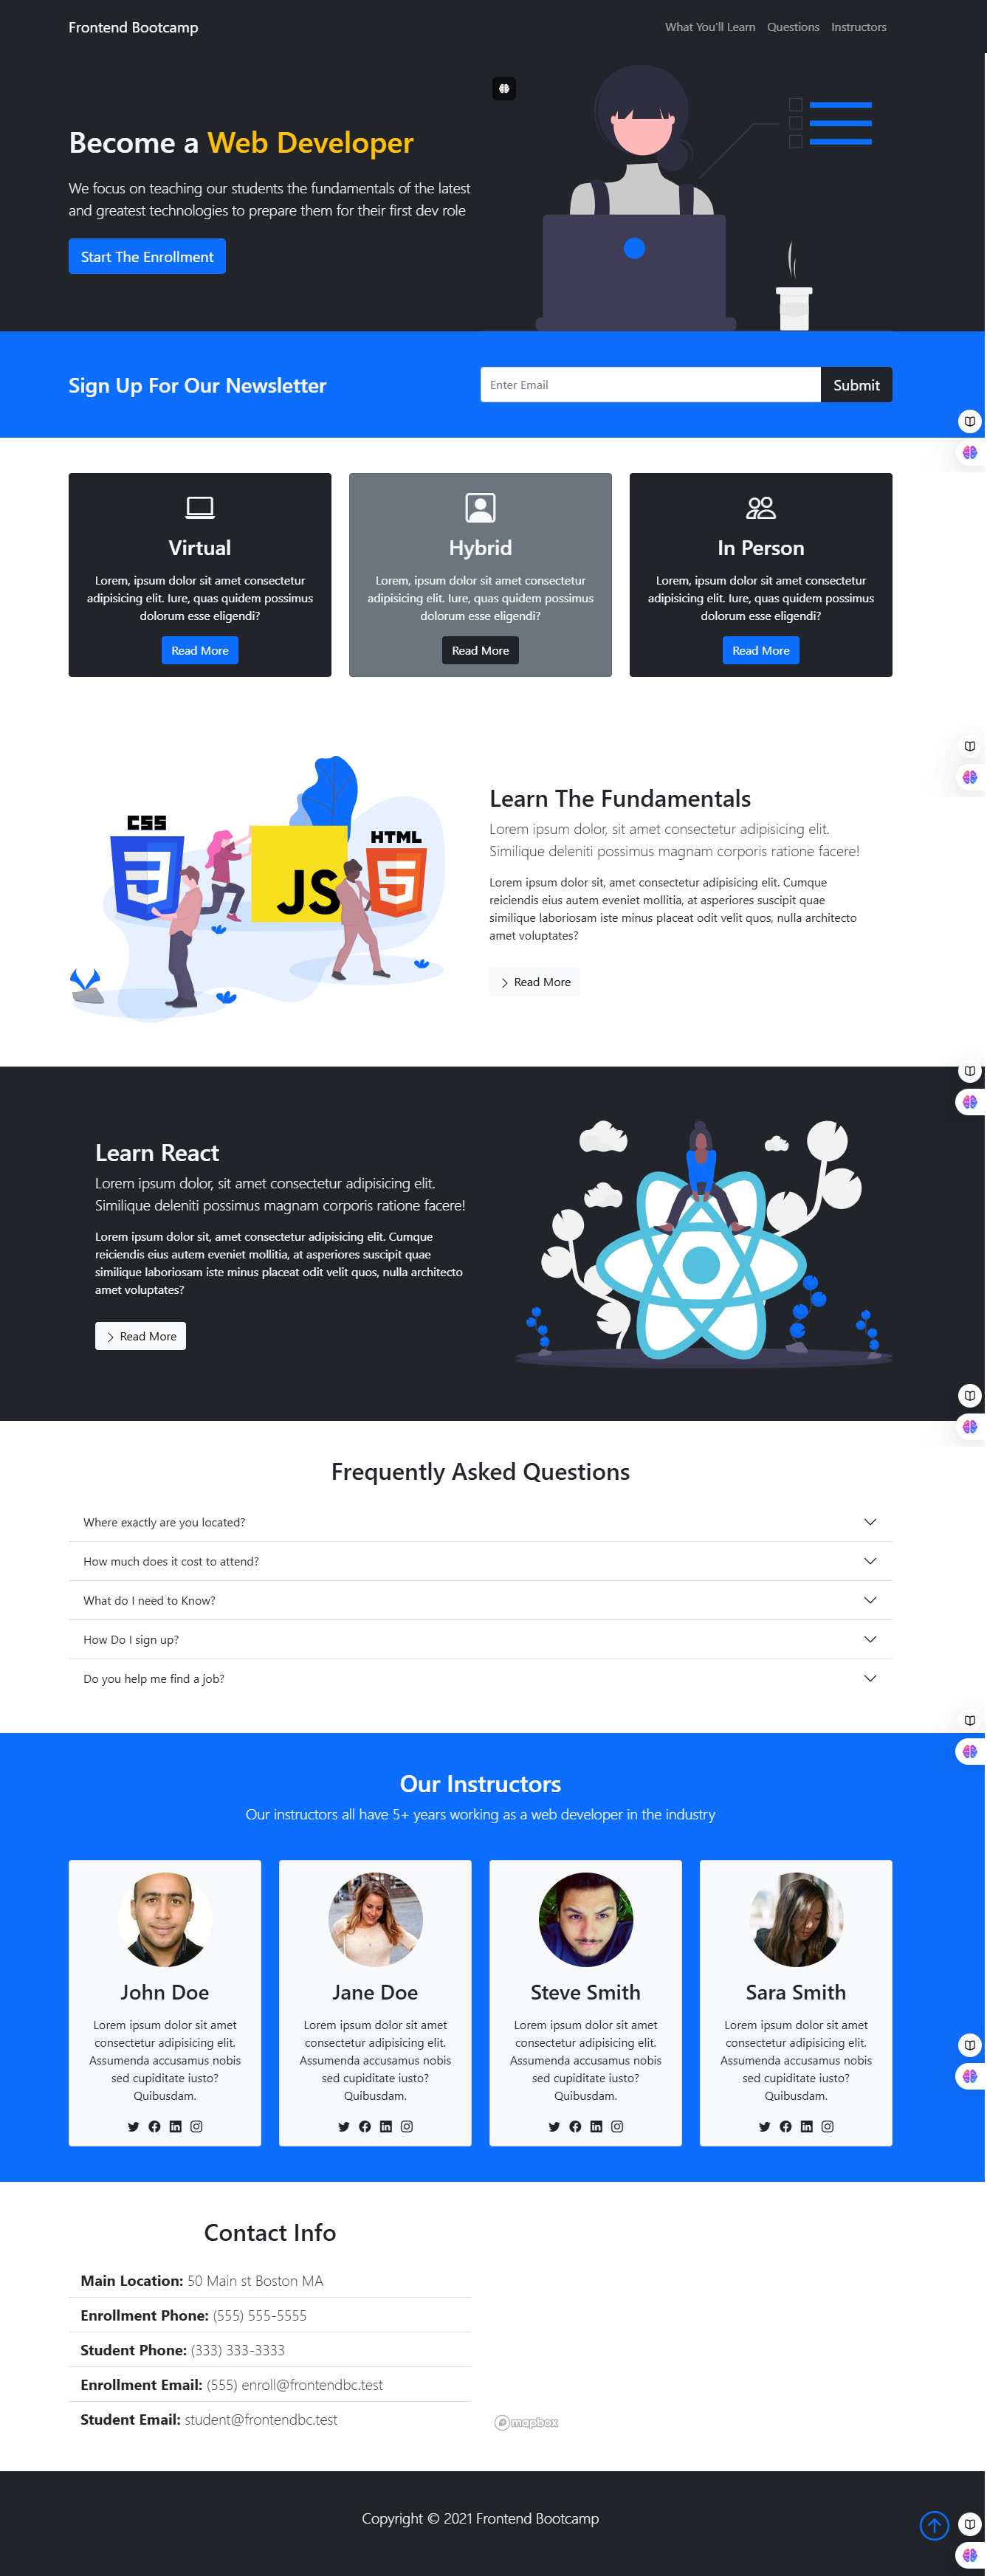 Frontend Bootcamp
What You'll Learn Questions Instructors
Become a Web Developer
We focus on teaching our students the fundamentals of the latest
and greatest technologies to prepare them for their first dev role
Start The Enrollment
Sign Up For Our Newsletter
Enter Email
Submit
Virtual
Lorem, ipsum dolor sit amet consectetur
adipisicing elit. Iure, quas quidem possimus
dolorum esse eligendi?
Read More
Hybrid
Lorem, ipsum dolor sit amet consectetur
adipisicing elit. Iure, quas quidem possimus
dolorum esse eligendi?
Read More
In Person
Lorem, ipsum dolor sit amet consectetur
adipisicing elit. Iure, quas quidem possimus
dolorum esse eligendi?
Read More
CSS
3
JS
HTML
5
Learn The Fundamentals
Lorem ipsum dolor, sit amet consectetur adipisicing elit.
Similique deleniti possimus magnam corporis ratione facere!
Lorem ipsum dolor sit, amet consectetur adipisicing elit. Cumque
reiciendis eius autem eveniet mollitia, at asperiores suscipit quae
similique laboriosam iste minus placeat odit velit quos, nulla architecto
amet voluptates?
Read More
Learn React
Lorem ipsum dolor, sit amet consectetur adipisicing elit.
Similique deleniti possimus magnam corporis ratione facere!
Lorem ipsum dolor sit, amet consectetur adipisicing elit. Cumque
reiciendis eius autem eveniet mollitia, at asperiores suscipit quae
similique laboriosam iste minus placeat odit velit quos, nulla architecto
amet voluptates?
Read More
Frequently Asked Questions
Where exactly are you located?
How much does it cost to attend?
What do I need to Know?
How Do I sign up?
Do you help me find a job?
Our Instructors
Our instructors all have 5+ years working as a web developer in the industry
John Doe
Lorem ipsum dolor sit amet
consectetur adipisicing elit.
Assumenda accusamus nobis
sed cupiditate iusto?
Quibusdam.
Jane Doe
Lorem ipsum dolor sit amet
consectetur adipisicing elit.
Assumenda accusamus nobis
sed cupiditate iusto?
Quibusdam.
Steve Smith
Lorem ipsum dolor sit amet
consectetur adipisicing elit.
Assumenda accusamus nobis
sed cupiditate iusto?
Quibusdam.
Sara Smith
Lorem ipsum dolor sit amet
consectetur adipisicing elit.
Assumenda accusamus nobis
sed cupiditate iusto?
Quibusdam.
Contact Info
Main Location: 50 Main st Boston MA
Enrollment Phone: (555) 555-5555
Student Phone: (333) 333-3333
Enrollment Email: (555) enroll@frontendbc.test
Student Email: student@frontendbc.test
mapbox
Copyright © 2021 Frontend Bootcamp